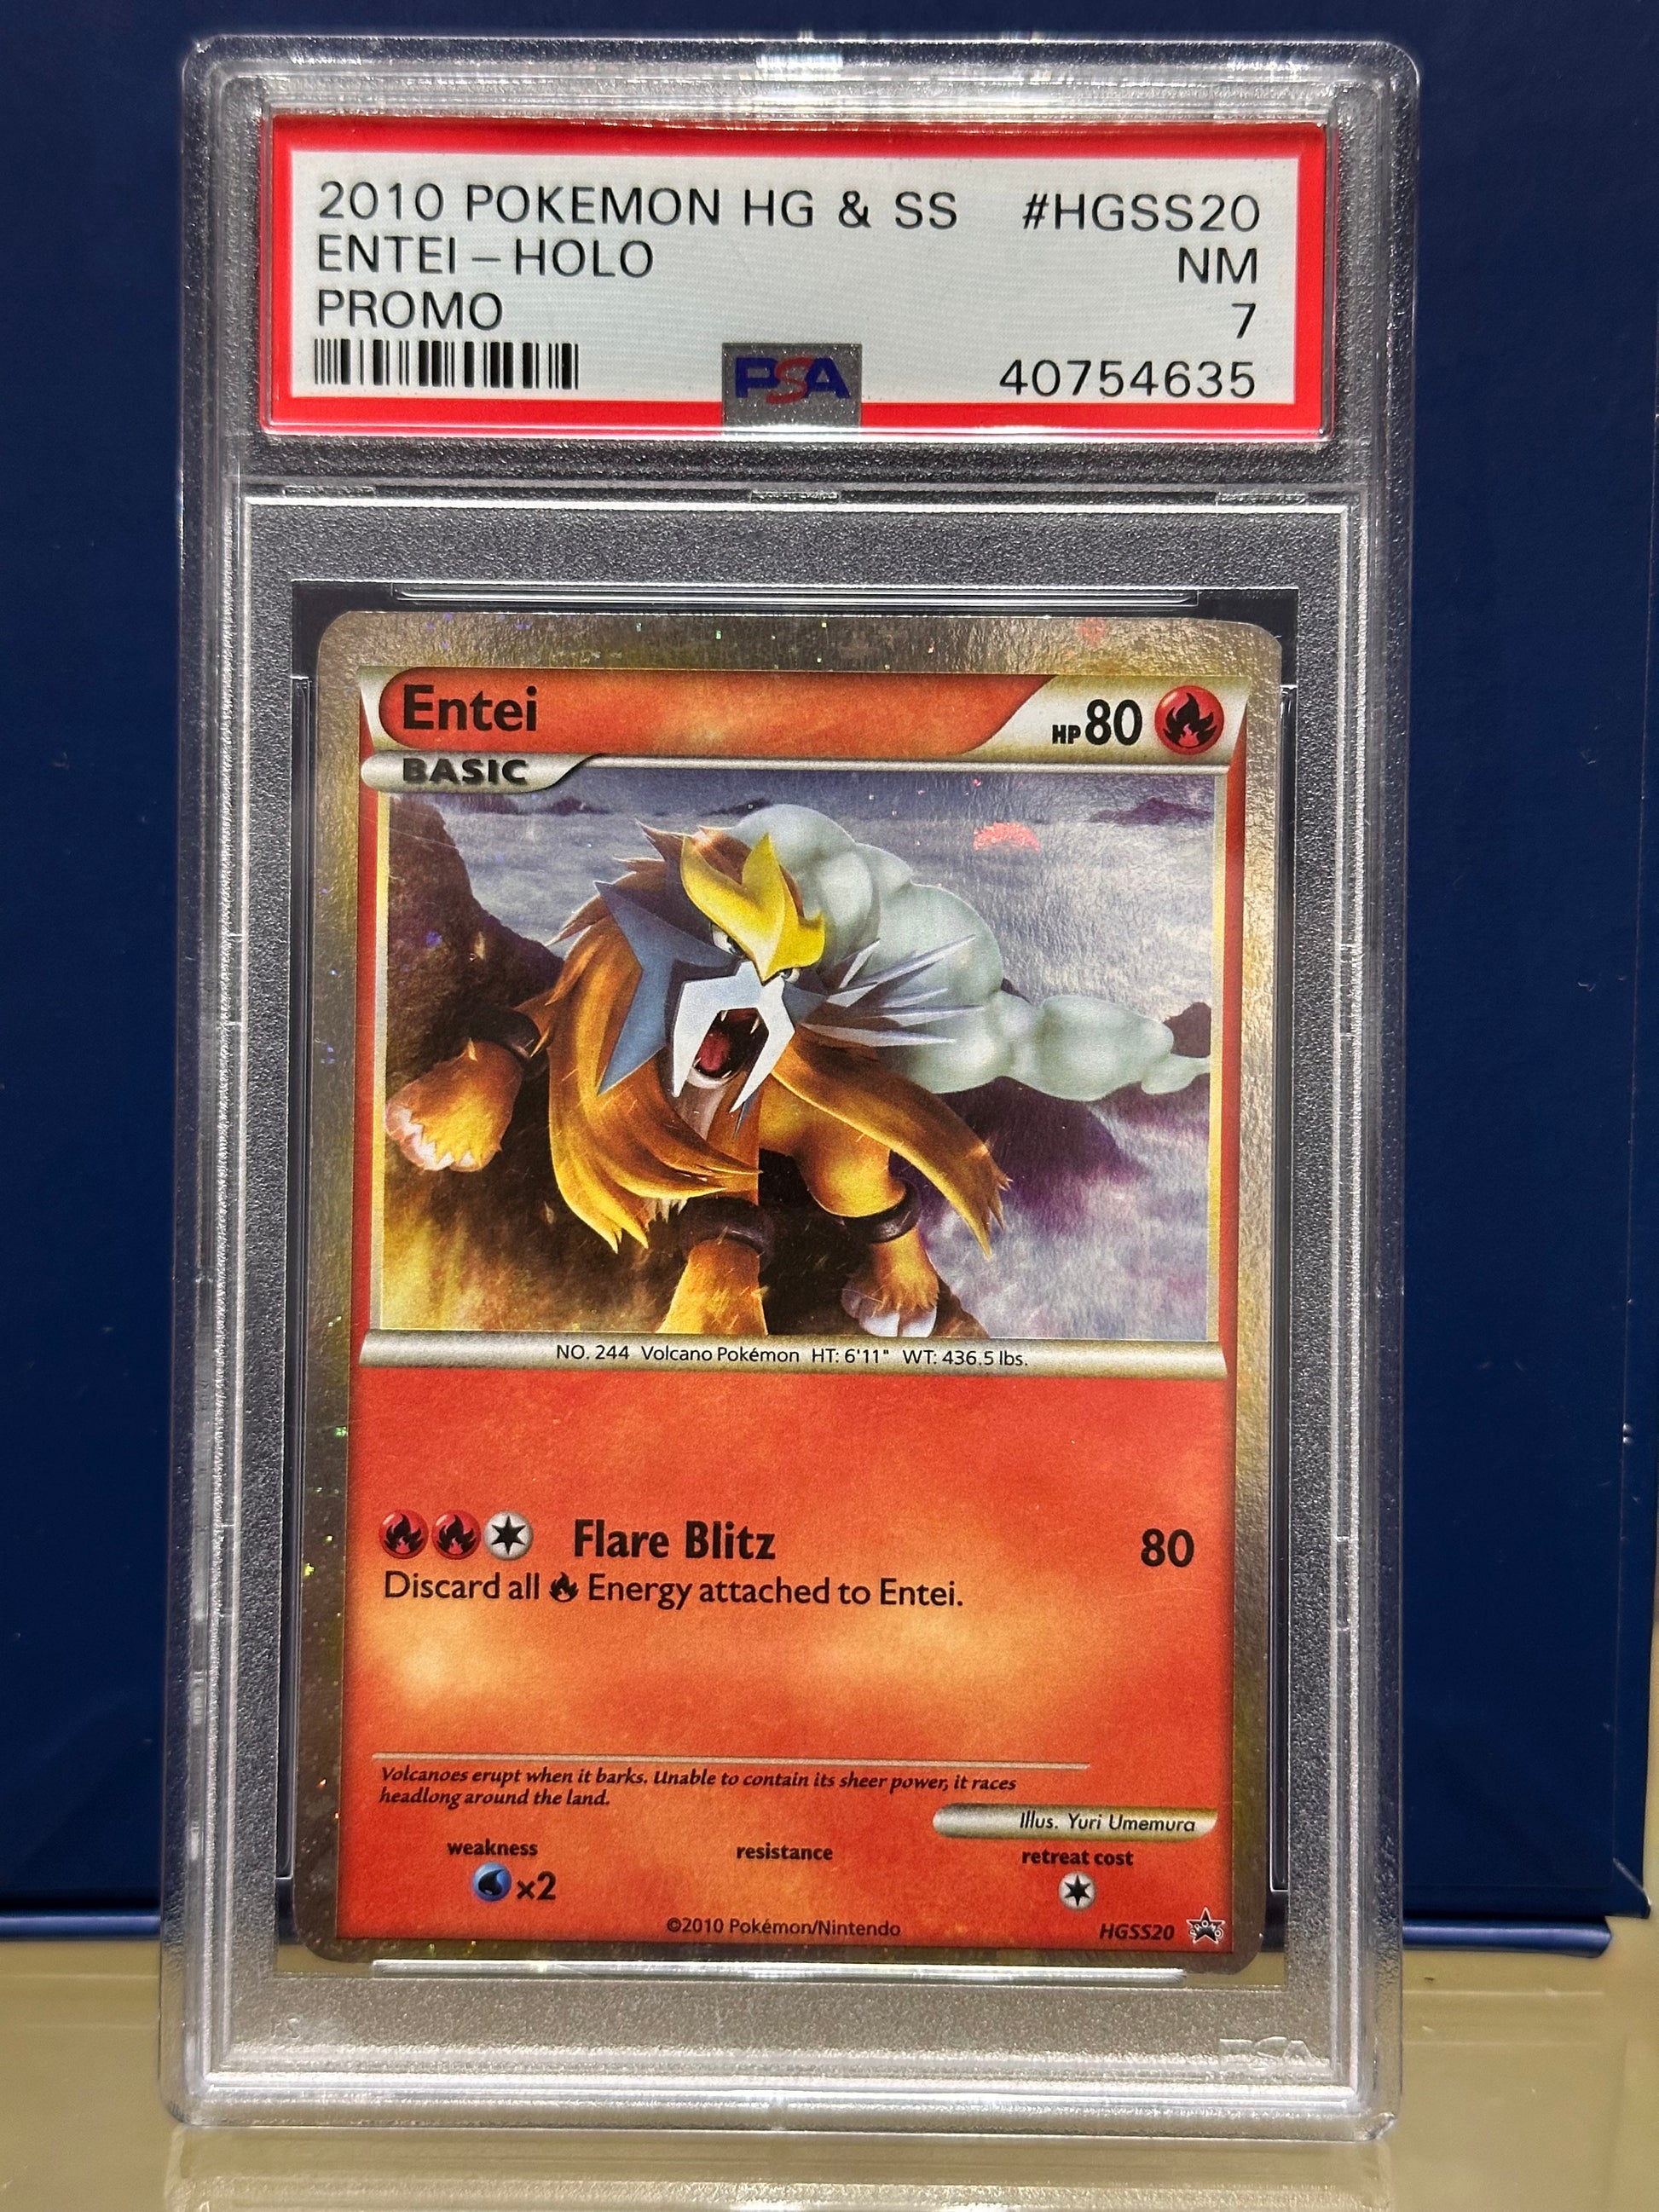 2010 POKEMON HG & SS #HGSS20
ENTEI – HOLO NM
PROMO 7
PSA 40754635
Entei HP80
BASIC
NO. 244 Volcano Pokémon HT: 6'11" WT: 436.5 lbs.
Flare Blitz 80
Discard all Energy attached to Entei.
Volcanoes erupt when it barks. Unable to contain its sheer power, it races
headlong around the land.
Illus. Yuri Umemura
weakness resistance retreat cost
x2
©2010 Pokémon/Nintendo HGSS20 PROMO
PSA